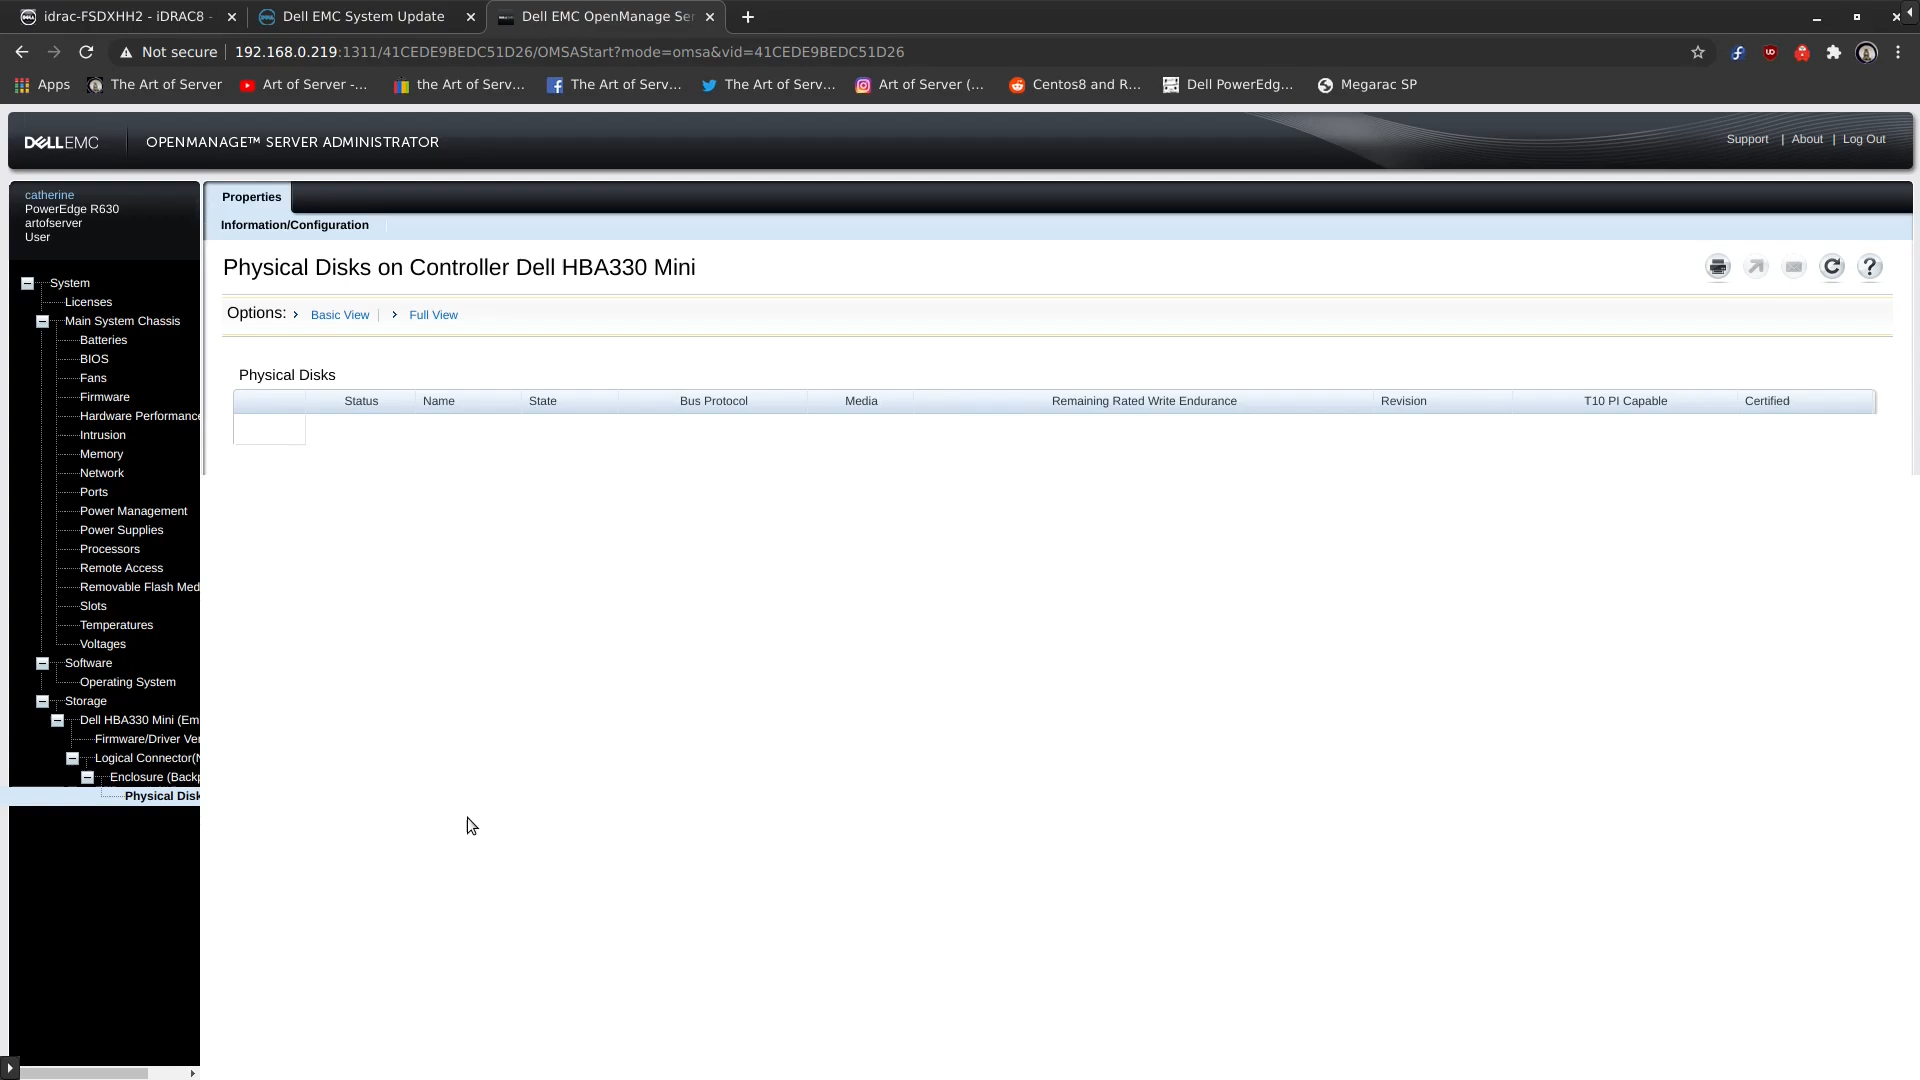 idrac-FSDXHH2 - iDRAC8 -
Dell EMC System Update
Dell EMC OpenManage Ser
Not secure
192.168.0.219:1311/41CEDE9BEDC51D26/OMSAStart?mode=omsa&vid=41CEDE9BEDC51D26
Apps
The Art of Server
Art of Server -...
the Art of Serv...
The Art of Serv...
The Art of Serv...
Art of Server (...
Centos8 and R...
Dell PowerEdg...
Megarac SP
DELLEMC
OPENMANAGE™ SERVER ADMINISTRATOR
Support | About | Log Out
catherine
PowerEdge R630
artofserver
User
System
Licenses
Main System Chassis
Batteries
BIOS
Fans
Firmware
Hardware Performance
Intrusion
Memory
Network
Ports
Power Management
Power Supplies
Processors
Remote Access
Removable Flash Med
Slots
Temperatures
Voltages
Software
Operating System
Storage
Dell HBA330 Mini (Em
Firmware/Driver Ver
Logical Connector(N
Enclosure (Backp
Physical Disk
Properties
Information/Configuration
Physical Disks on Controller Dell HBA330 Mini
Options: Basic View | Full View
Physical Disks
Status Name State Bus Protocol Media Remaining Rated Write Endurance Revision T10 PI Capable Certified